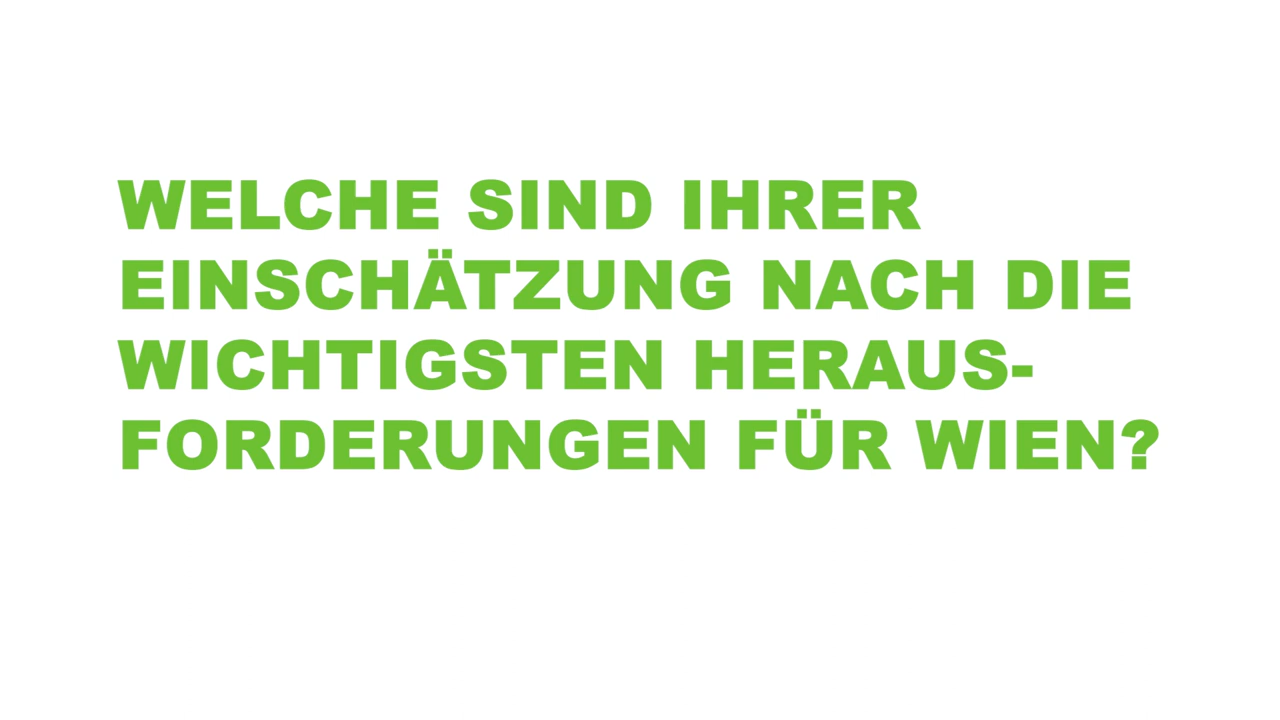 WELCHE SIND IHRER
EINSCHÄTZUNG NACH DIE
WICHTIGSTEN HERAUS-
FORDERUNGEN FÜR WIEN?